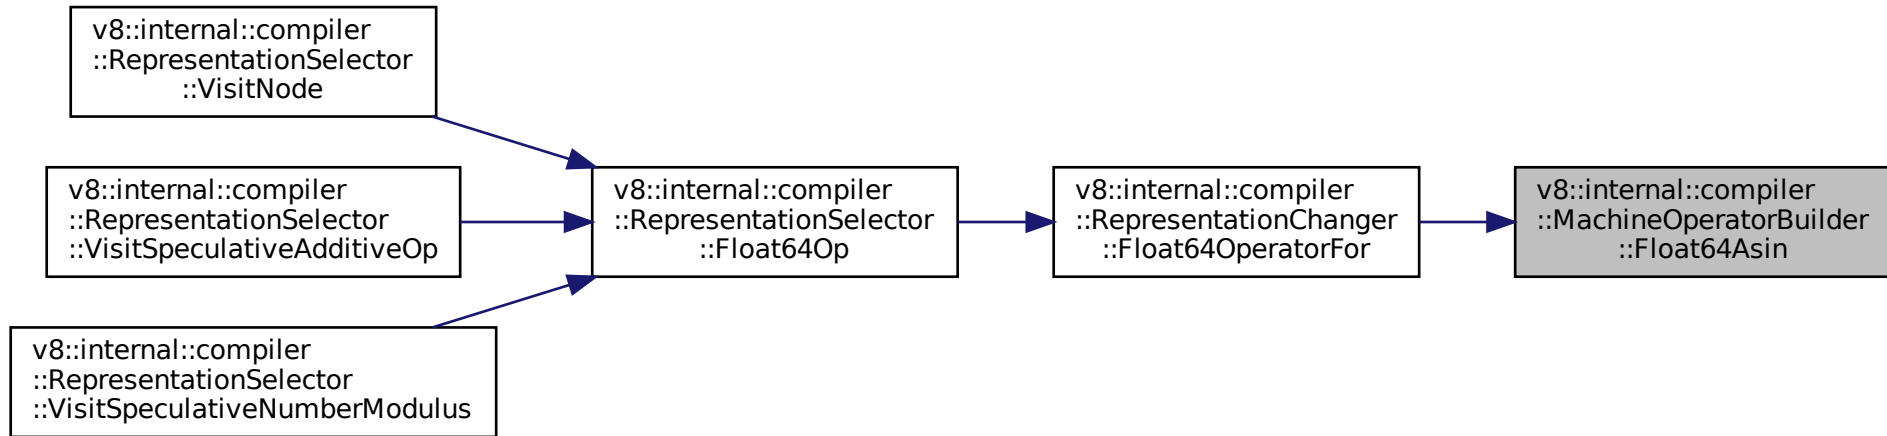 v8::internal::compiler
::RepresentationSelector
::VisitNode
v8::internal::compiler
::RepresentationSelector
::VisitSpeculativeAdditiveOp
v8::internal::compiler
::RepresentationSelector
::VisitSpeculativeNumberModulus
v8::internal::compiler
::RepresentationSelector
::Float64Op
v8::internal::compiler
::RepresentationChanger
::Float64OperatorFor
v8::internal::compiler
::MachineOperatorBuilder
::Float64Asin